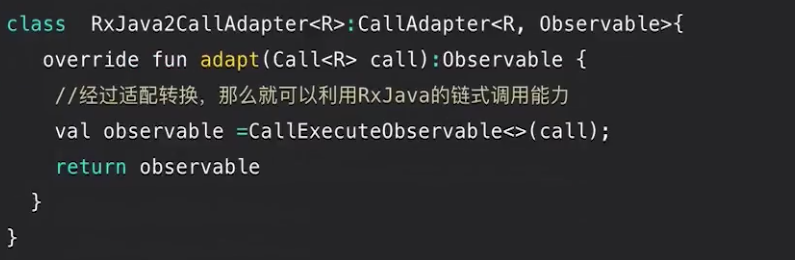 class  RxJava2CallAdapter<R>:CallAdapter<R, Observable>{
override fun adapt(Call<R> call):Observable {
//经过适配转换，那么就可以利用RxJava的链式调用能力
val observable =CallExecuteObservable<>(call);
return observable
}
}